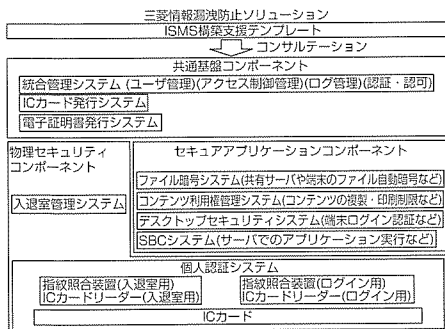 三菱情報漏洩防止ソリューション
ISMS構築支援テンプレート
コンサルテーション
共通基盤コンポーネント
統合管理システム(ユーザ管理)(アクセス制御管理)(ログ管理)(認証・認可)
ICカード発行システム
電子証明書発行システム
物理セキュリティ
コンポーネント
入退室管理システム
セキュアアプリケーションコンポーネント
ファイル暗号システム(共有サーバや端末のファイル自動暗号など)
コンテンツ利用権管理システム(コンテンツの複製・印刷制限など)
デスクトップセキュリティシステム(端末ログイン認証など)
SBCシステム(サーバでのアプリケーション実行など)
個人認証システム
指紋照合装置(入退室用)
ICカードリーダー(入退室用)
指紋照合装置(ログイン用)
ICカードリーダー(ログイン用)
ICカード